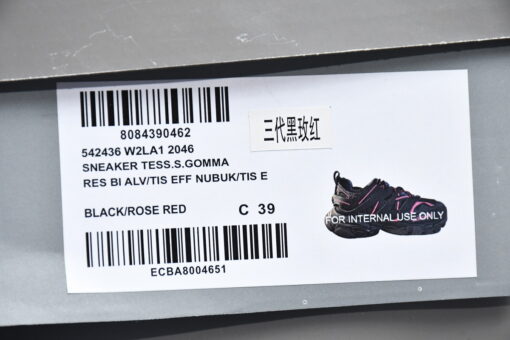 8084390462
三代黑玫红
542436 W2LA1 2046
SNEAKER TESS.S.GOMMA
RES BI ALV/TIS EFF NUBUK/TIS E
BLACK/ROSE RED C 39
FOR INTERNAL USE ONLY
ECBA8004651